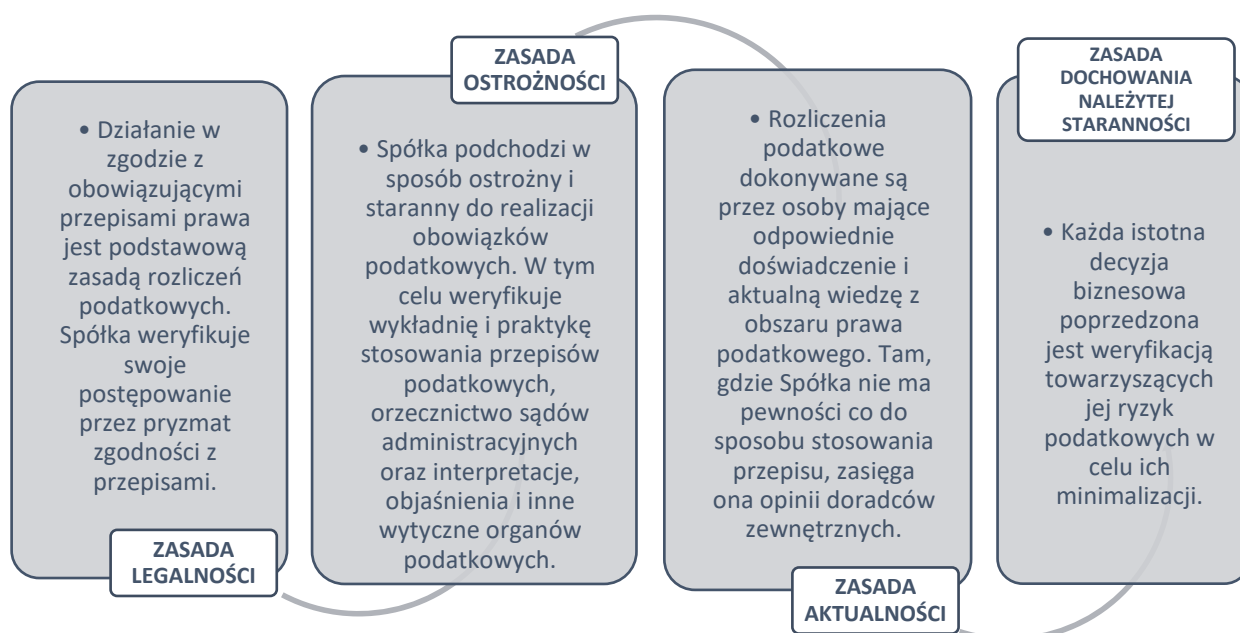 • Działanie w
zgodzie z
obowiązującymi
przepisami prawa
jest podstawową
zasadą rozliczeń
podatkowych.
Spółka weryfikuje
swoje
postępowanie
przez pryzmat
zgodności z
przepisami.
ZASADA
LEGALNOŚCI
ZASADA
OSTROŻNOŚCI
• Spółka podchodzi w
sposób ostrożny i
staranny do realizacji
obowiązków
podatkowych. W tym
celu weryfikuje
wykładnię i praktykę
stosowania przepisów
podatkowych,
orzecznictwo sądów
administracyjnych
oraz interpretacje,
objaśnienia i inne
wytyczne organów
podatkowych.
• Rozliczenia
podatkowe
dokonywane są
przez osoby mające
odpowiednie
doświadczenie i
aktualną wiedzę z
obszaru prawa
podatkowego. Tam,
gdzie Spółka nie ma
pewności co do
sposobu stosowania
przepisu, zasięga
ona opinii doradców
zewnętrznych.
ZASADA
AKTUALNOŚCI
ZASADA
DOCHOWANIA
NALEŻYTEJ
STARANNOŚCI
• Każda istotna
decyzja
biznesowa
poprzedzona
jest weryfikacją
towarzyszących
jej ryzyk
podatkowych w
celu ich
minimalizacji.